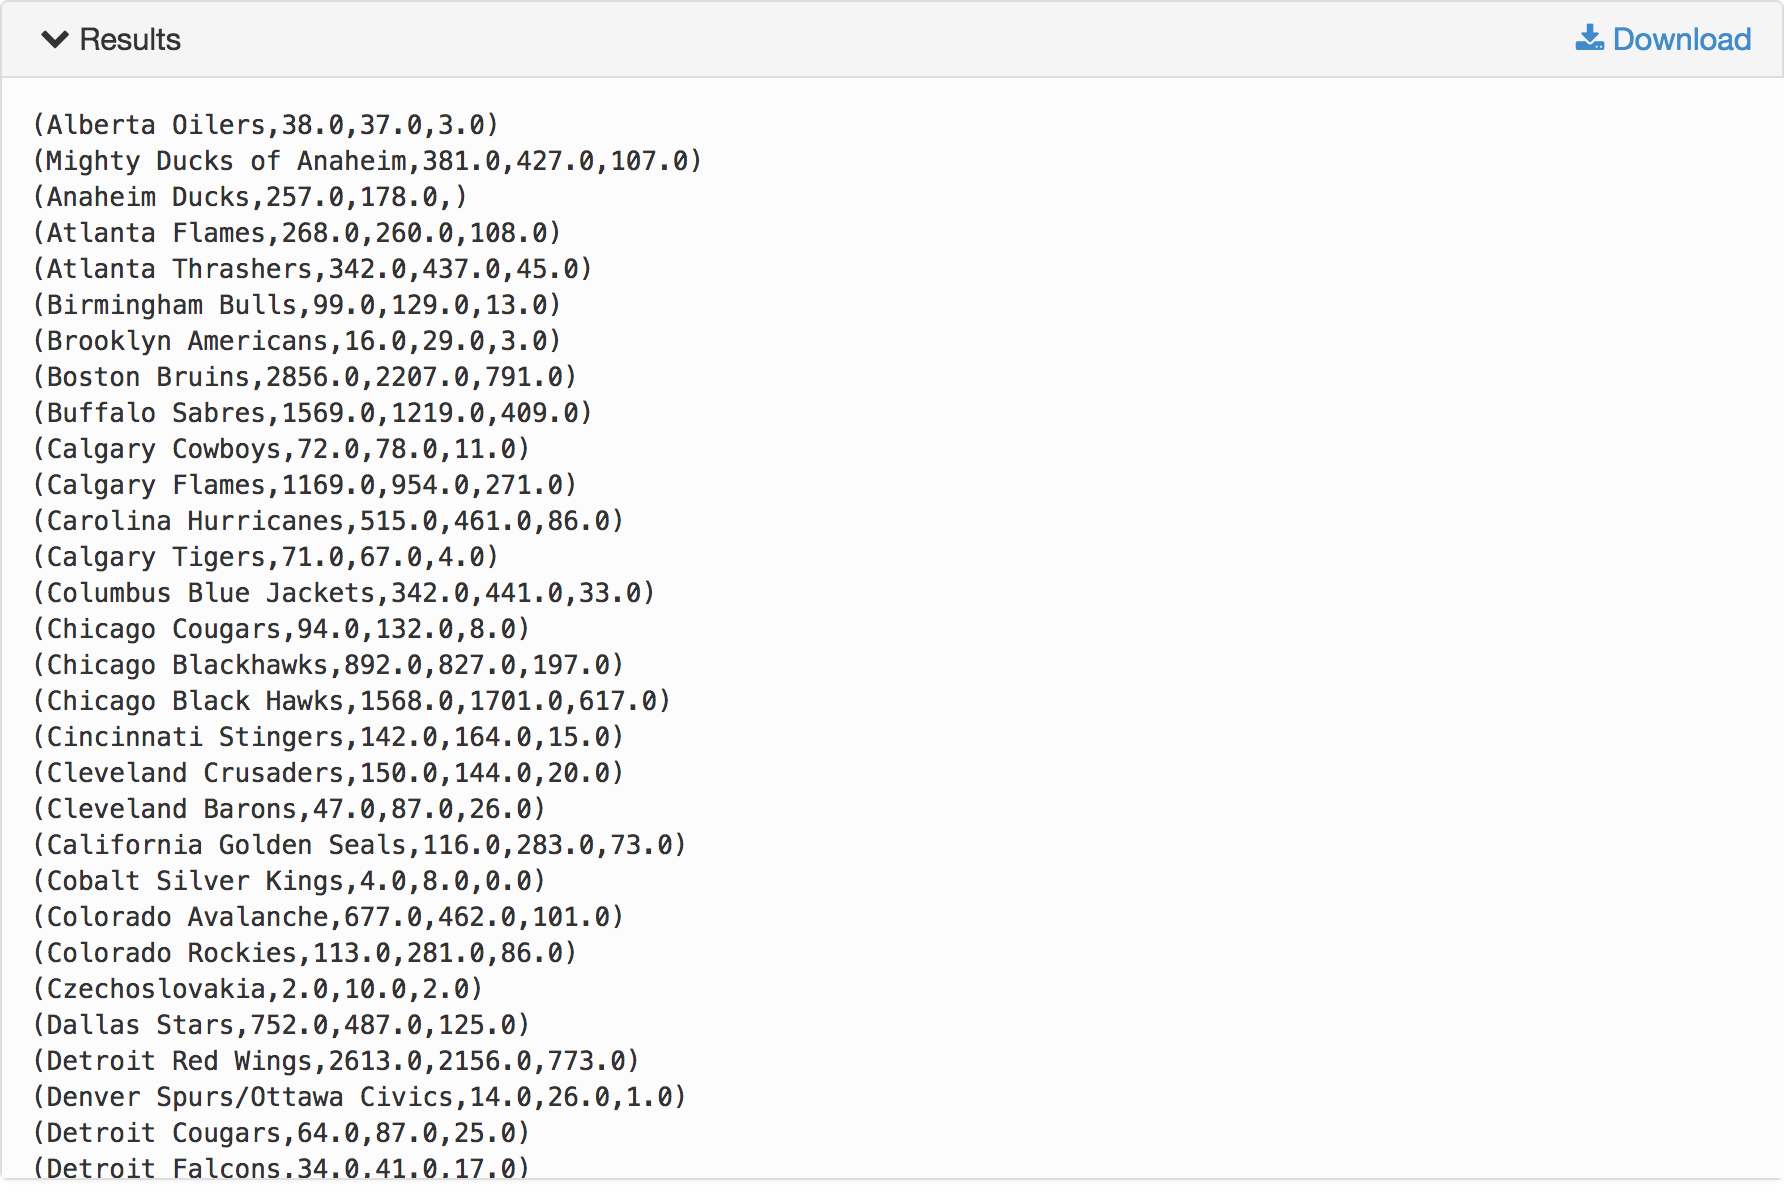 Results
Download
(Alberta Oilers,38.0,37.0,3.0)
(Mighty Ducks of Anaheim,381.0,427.0,107.0)
(Anaheim Ducks,257.0,178.0,)
(Atlanta Flames,268.0,260.0,108.0)
(Atlanta Thrashers,342.0,437.0,45.0)
(Birmingham Bulls,99.0,129.0,13.0)
(Brooklyn Americans,16.0,29.0,3.0)
(Boston Bruins,2856.0,2207.0,791.0)
(Buffalo Sabres,1569.0,1219.0,409.0)
(Calgary Cowboys,72.0,78.0,11.0)
(Calgary Flames,1169.0,954.0,271.0)
(Carolina Hurricanes,515.0,461.0,86.0)
(Calgary Tigers,71.0,67.0,4.0)
(Columbus Blue Jackets,342.0,441.0,33.0)
(Chicago Cougars,94.0,132.0,8.0)
(Chicago Blackhawks,892.0,827.0,197.0)
(Chicago Black Hawks,1568.0,1701.0,617.0)
(Cincinnati Stingers,142.0,164.0,15.0)
(Cleveland Crusaders,150.0,144.0,20.0)
(Cleveland Barons,47.0,87.0,26.0)
(California Golden Seals,116.0,283.0,73.0)
(Cobalt Silver Kings,4.0,8.0,0.0)
(Colorado Avalanche,677.0,462.0,101.0)
(Colorado Rockies,113.0,281.0,86.0)
(Czechoslovakia,2.0,10.0,2.0)
(Dallas Stars,752.0,487.0,125.0)
(Detroit Red Wings,2613.0,2156.0,773.0)
(Denver Spurs/Ottawa Civics,14.0,26.0,1.0)
(Detroit Cougars,64.0,87.0,25.0)
(Detroit Falcons,34.0,41.0,17.0)